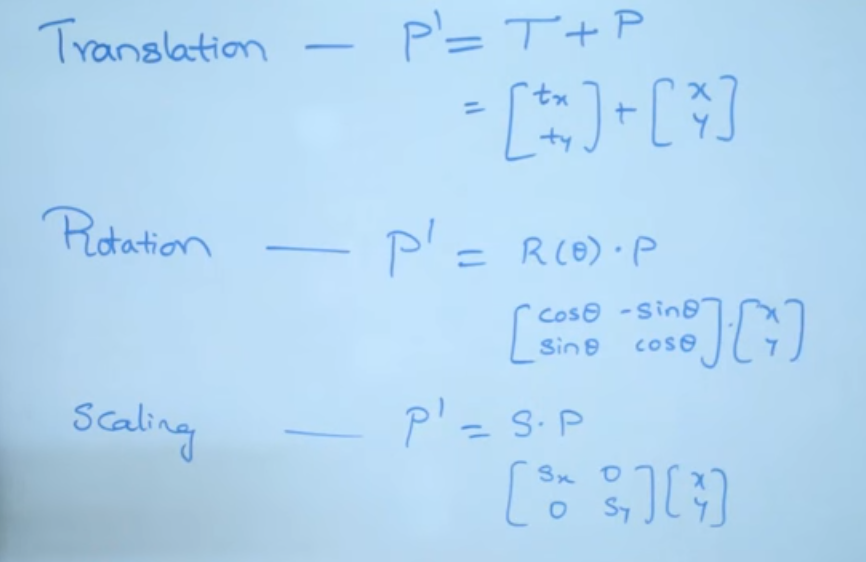 Translation — P' = T + P
= [tx ty] + [x y]
Rotation — P' = R(θ) · P
[cosθ -sinθ sinθ cosθ] · [x y]
Scaling — P' = S · P
[Sx 0 0 Sy] [x y]